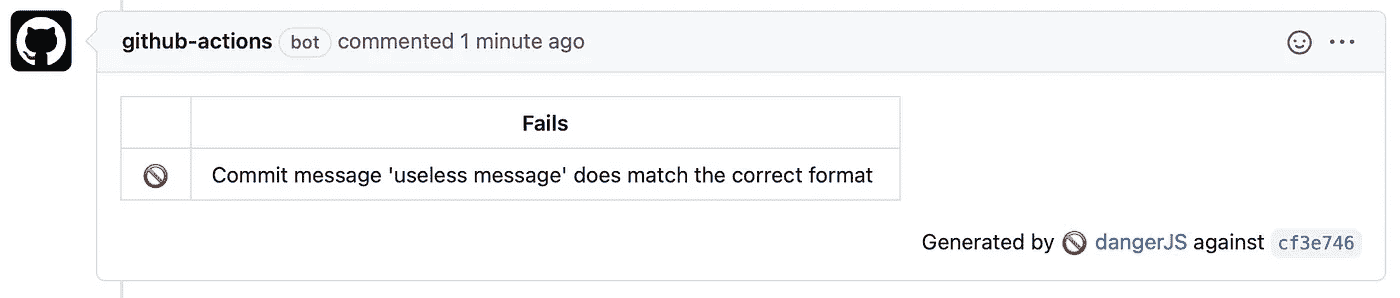 github-actions bot commented 1 minute ago
Fails
Commit message 'useless message' does match the correct format
Generated by dangerJS against cf3e746